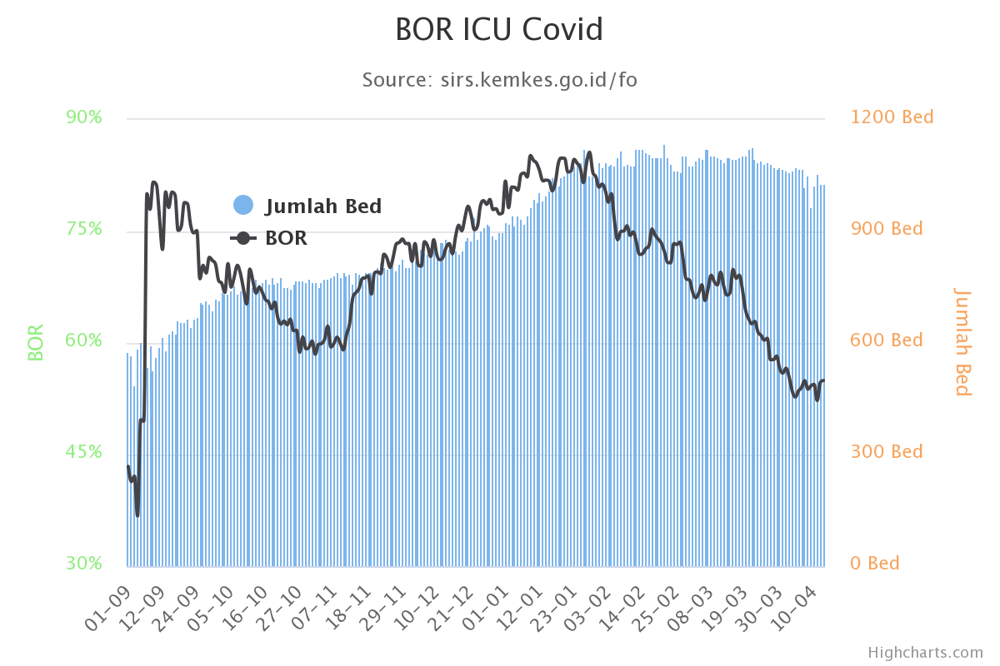 BOR ICU Covid
Source: sirs.kemkes.go.id/fo
90%
75%
60%
45%
30%
BOR
Jumlah Bed
BOR
1200 Bed
900 Bed
600 Bed
300 Bed
0 Bed
Jumlah Bed
01-09
12-09
24-09
05-10
16-10
27-10
07-11
18-11
29-11
10-12
21-12
01-01
12-01
23-01
03-02
14-02
25-02
08-03
19-03
30-03
10-04
Highcharts.com